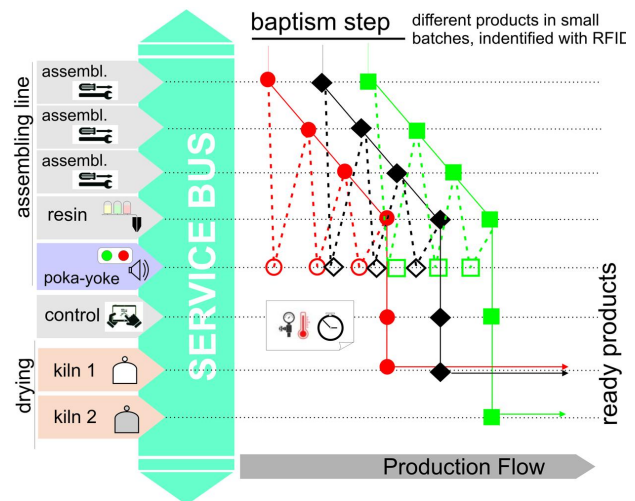 baptism step
different products in small
batches, indentified with RFID
assembling line
assembl.
assembl.
assembl.
resin
poka-yoke
control
drying
kiln 1
kiln 2
SERVICE BUS
ready products
Production Flow